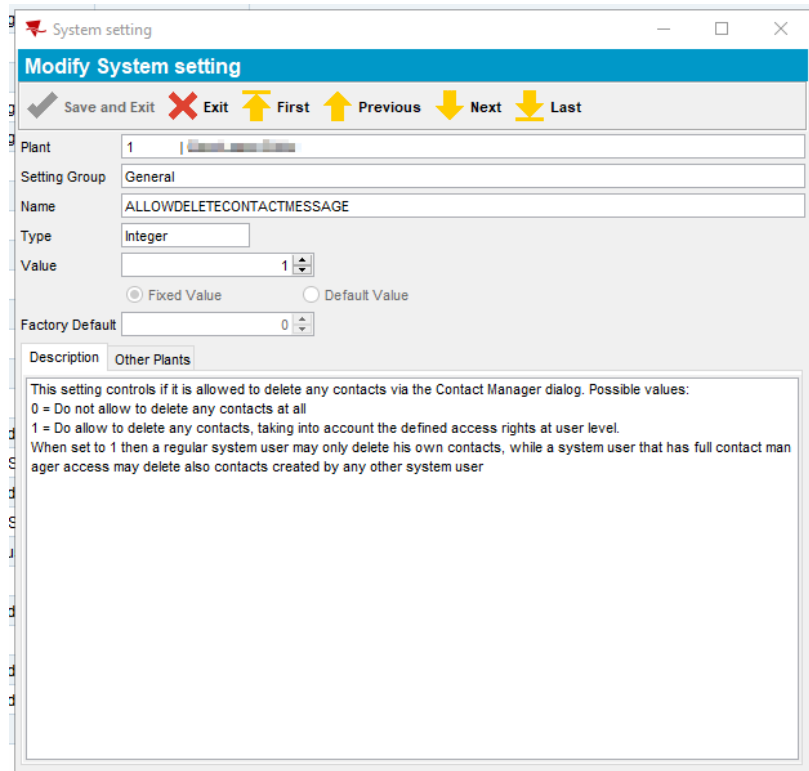 System setting
Modify System setting
Save and Exit Exit First Previous Next Last
Plant 1 |
Setting Group General
Name ALLOWDELETECONTACTMESSAGE
Type Integer
Value 1
Fixed Value Default Value
Factory Default 0
Description Other Plants
This setting controls if it is allowed to delete any contacts via the Contact Manager dialog. Possible values:
0 = Do not allow to delete any contacts at all
1 = Do allow to delete any contacts, taking into account the defined access rights at user level.
When set to 1 then a regular system user may only delete his own contacts, while a system user that has full contact man
ager access may delete also contacts created by any other system user